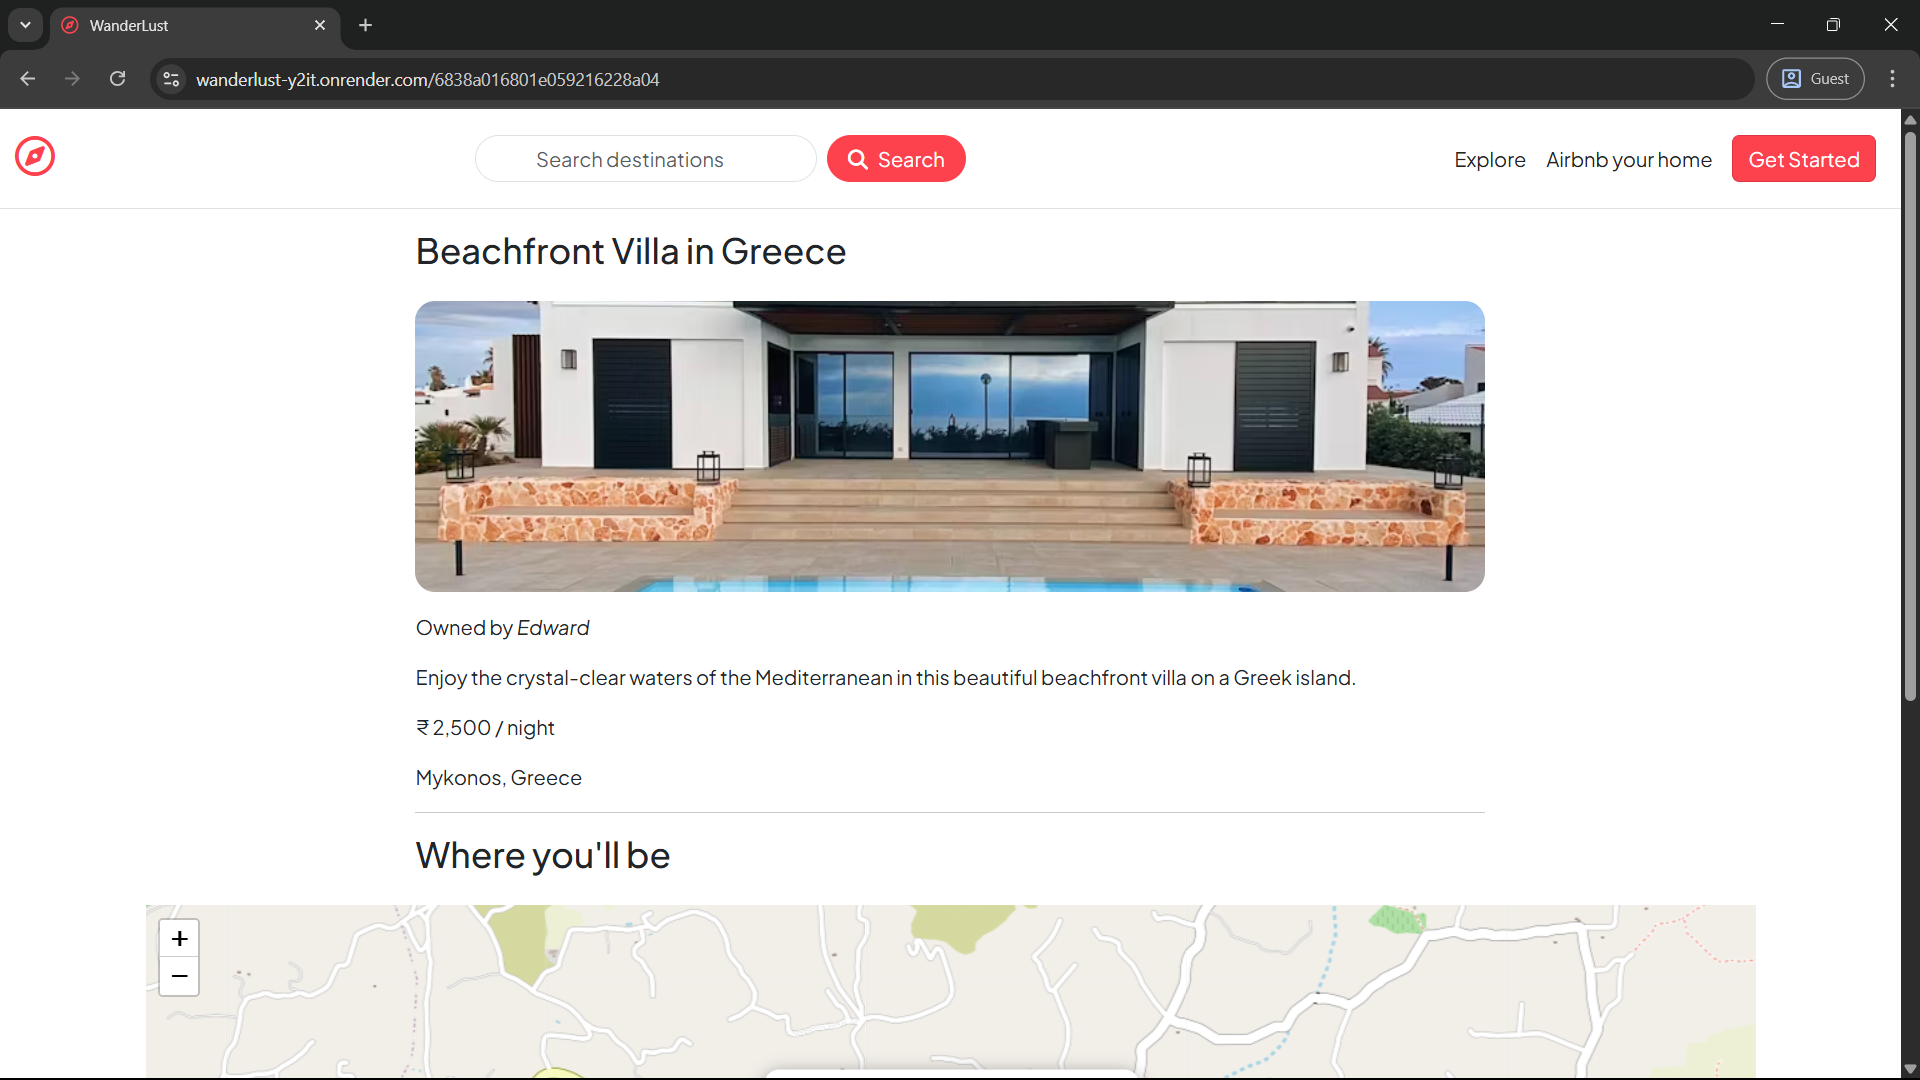 WanderLust
wanderlust-y2it.onrender.com/6838a016801e059216228a04
Guest
Search destinations
Search
Explore
Airbnb your home
Get Started
Beachfront Villa in Greece
Owned by Edward
Enjoy the crystal-clear waters of the Mediterranean in this beautiful beachfront villa on a Greek island.
₹ 2,500 / night
Mykonos, Greece
Where you'll be
+
−